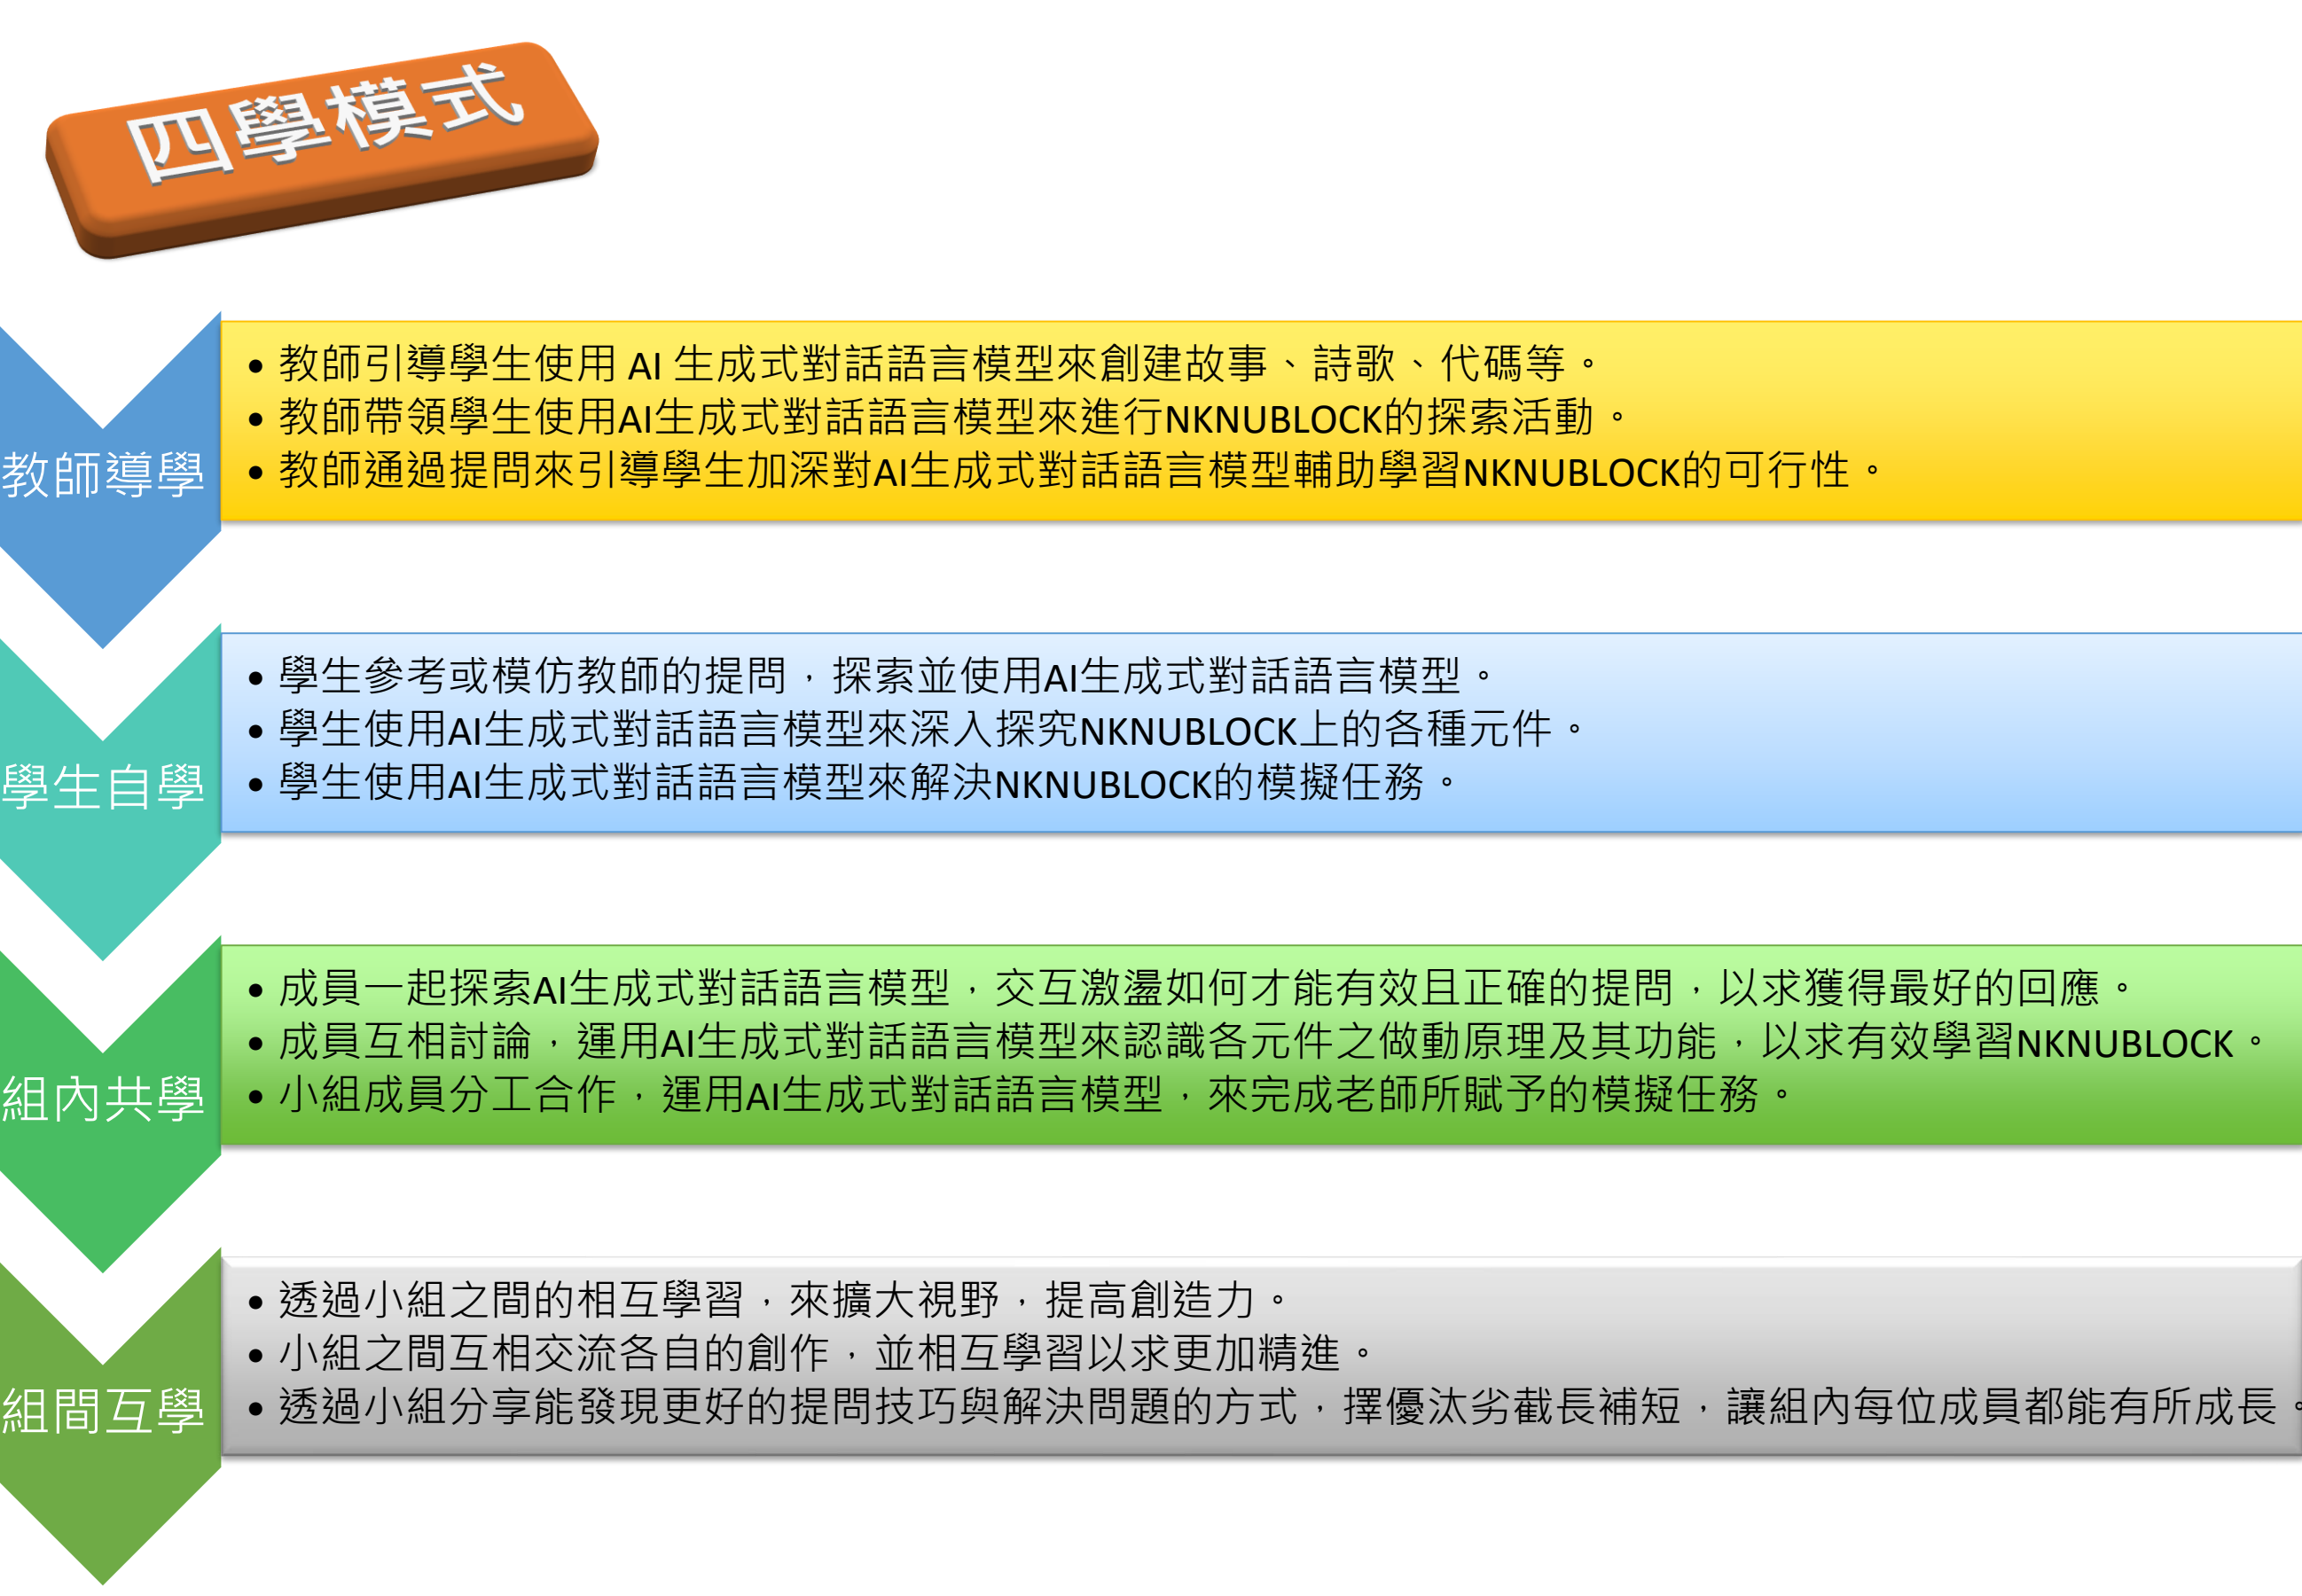 四學模式
教師導學
• 教師引導學生使用 AI 生成式對話語言模型來創建故事、詩歌、代碼等。
• 教師帶領學生使用AI生成式對話語言模型來進行NKNUBLOCK的探索活動。
• 教師通過提問來引導學生加深對AI生成式對話語言模型輔助學習NKNUBLOCK的可行性。
學生自學
• 學生參考或模仿教師的提問，探索並使用AI生成式對話語言模型。
• 學生使用AI生成式對話語言模型來深入探究NKNUBLOCK上的各種元件。
• 學生使用AI生成式對話語言模型來解決NKNUBLOCK的模擬任務。
組內共學
• 成員一起探索AI生成式對話語言模型，交互激盪如何才能有效且正確的提問，以求獲得最好的回應。
• 成員互相討論，運用AI生成式對話語言模型來認識各元件之做動原理及其功能，以求有效學習NKNUBLOCK。
• 小組成員分工合作，運用AI生成式對話語言模型，來完成老師所賦予的模擬任務。
組間互學
• 透過小組之間的相互學習，來擴大視野，提高創造力。
• 小組之間互相交流各自的創作，並相互學習以求更加精進。
• 透過小組分享能發現更好的提問技巧與解決問題的方式，擇優汰劣截長補短，讓組內每位成員都能有所成長。